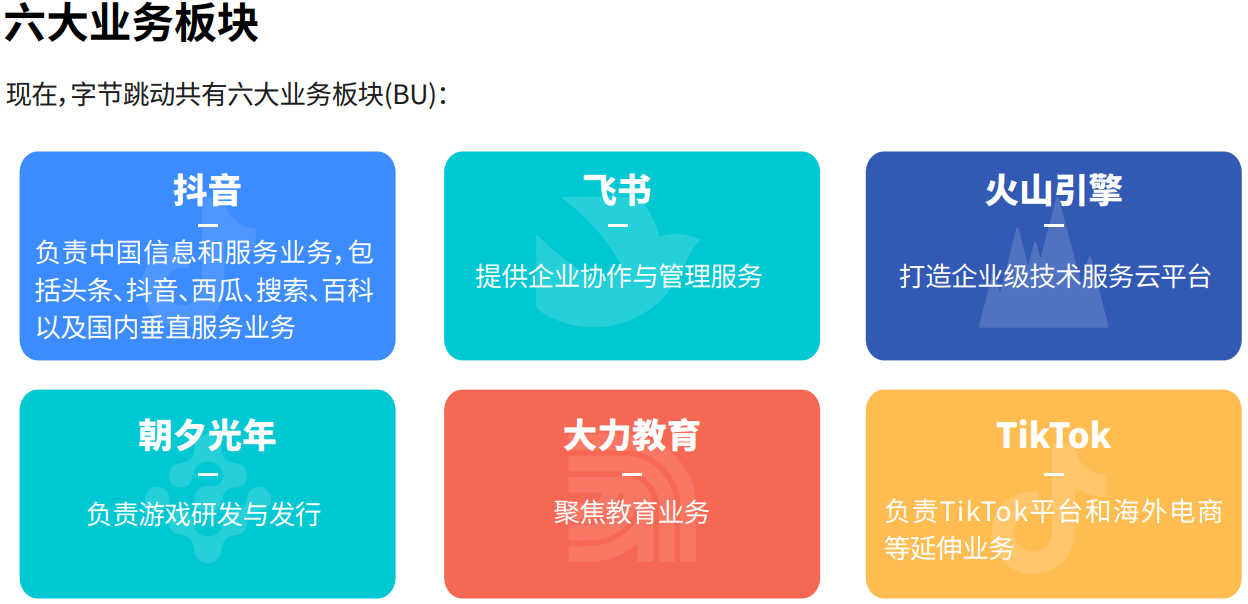 六大业务板块
现在，字节跳动共有六大业务板块(BU)：
抖音
负责中国信息和服务业务，包
括头条、抖音、西瓜、搜索、百科
以及国内垂直服务业务
飞书
提供企业协作与管理服务
火山引擎
打造企业级技术服务云平台
朝夕光年
负责游戏研发与发行
大力教育
聚焦教育业务
TikTok
负责TikTok平台和海外电商
等延伸业务